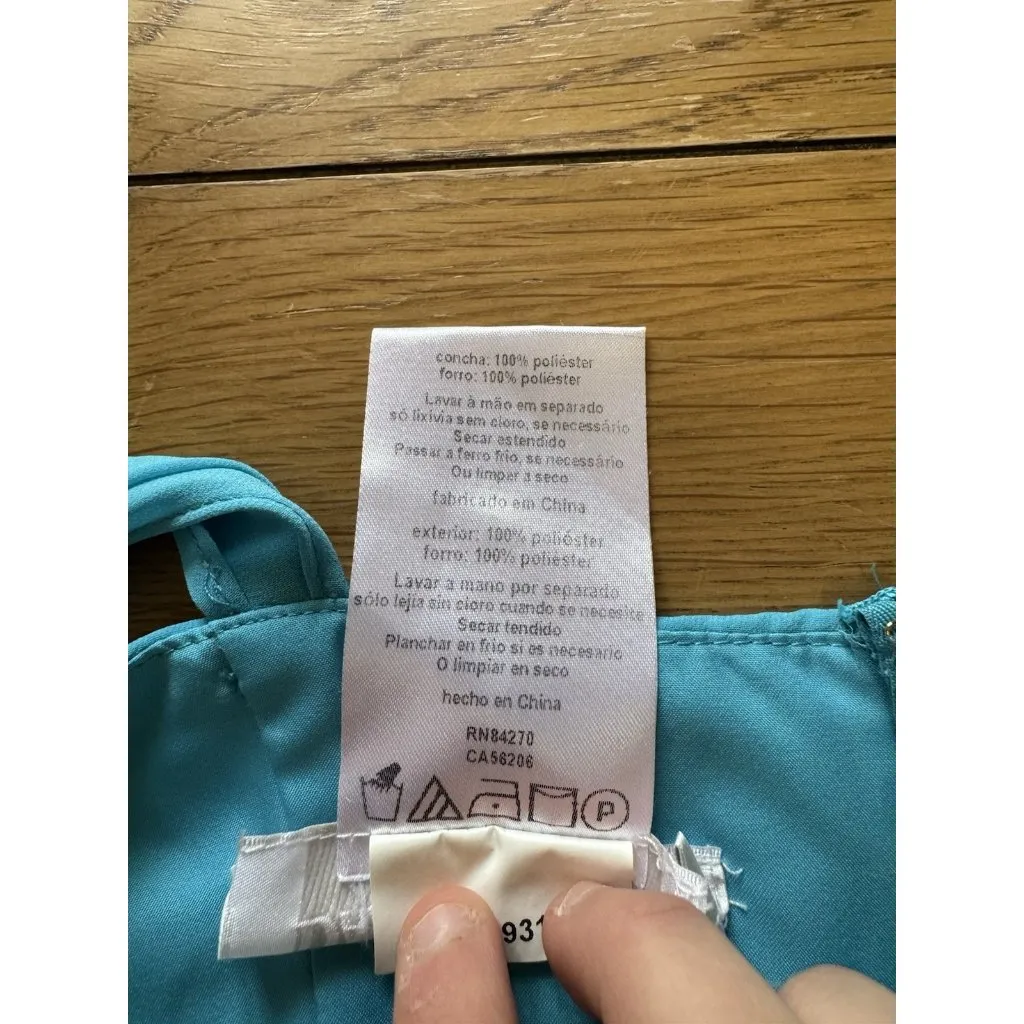 concha: 100% poliéster
forro: 100% poliéster
Lavar à mão em separado
só lixívia sem cloro, se necessário
Secar estendido
Passar a ferro frio, se necessário
Ou limpar a seco
fabricado em China
exterior: 100% poliéster
forro: 100% poliéster
Lavar a mano por separado
sólo lejía sin cloro cuando se necesite
Secar tendido
Planchar en frio si es necesario
O limpiar en seco
hecho en China
RN84270
CA56206
P
931